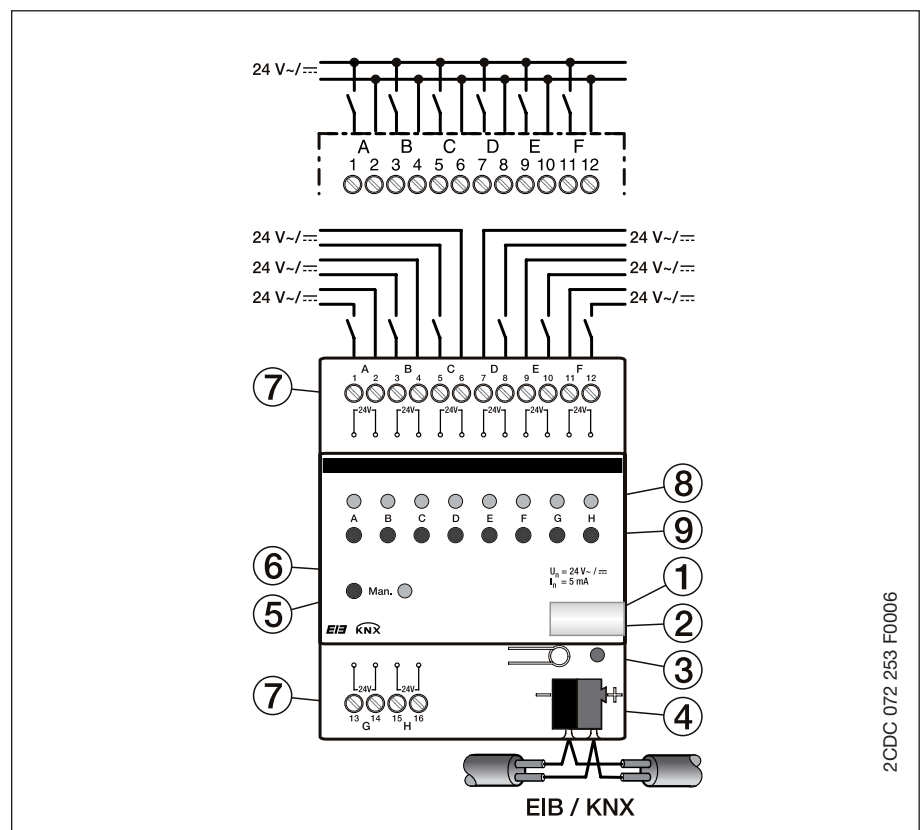 24 V~/⎓
A B C D E F
1 2 3 4 5 6 7 8 9 10 11 12
24 V~/⎓ 24 V~/⎓
24 V~/⎓ 24 V~/⎓
24 V~/⎓ 24 V~/⎓
A B C D E F
1 2 3 4 5 6 7 8 9 10 11 12
7
24V 24V 24V 24V 24V 24V
8
A B C D E F G H
9
6
Un = 24 V~ / ⎓
In = 5 mA
1
Man.
5
2
EIB KNX
3
24V 24V
7
13 14 15 16
G H
− +
4
EIB / KNX
2CDC 072 253 F0006